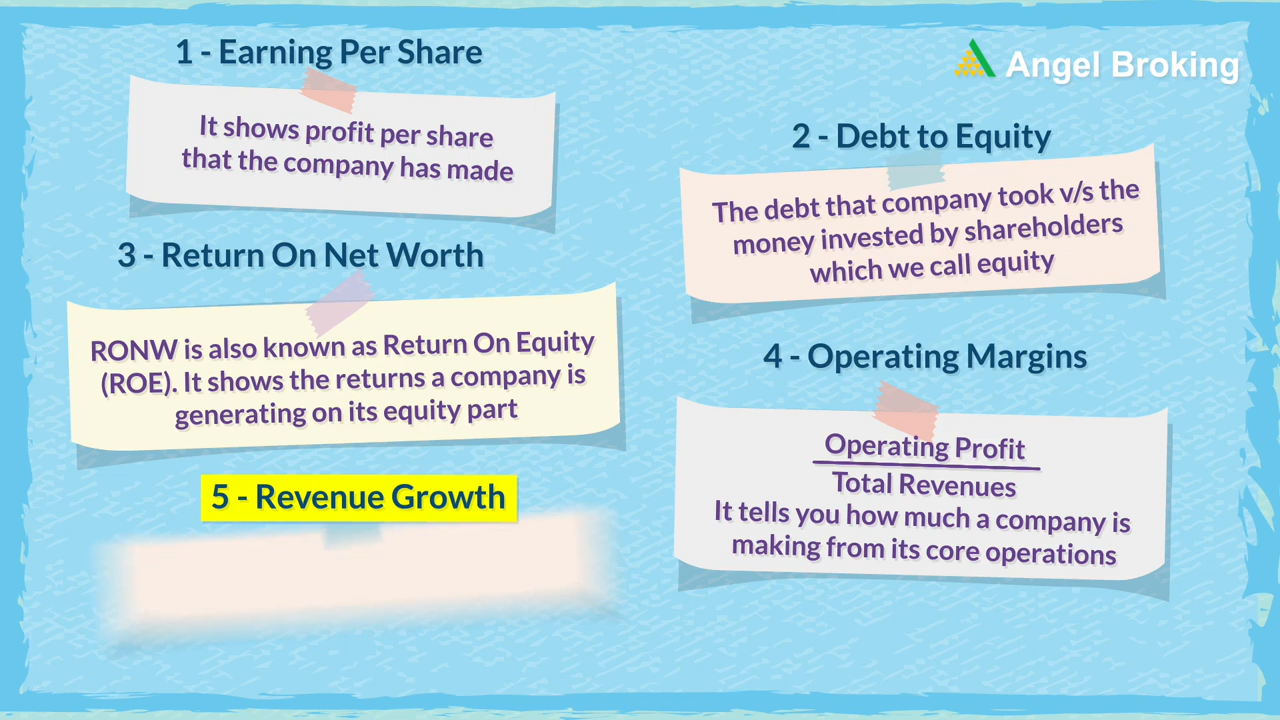 1 - Earning Per Share
It shows profit per share
that the company has made
Angel Broking
2 - Debt to Equity
The debt that company took v/s the
money invested by shareholders
which we call equity
3 - Return On Net Worth
RONW is also known as Return On Equity
(ROE). It shows the returns a company is
generating on its equity part
4 - Operating Margins
Operating Profit
Total Revenues
It tells you how much a company is
making from its core operations
5 - Revenue Growth